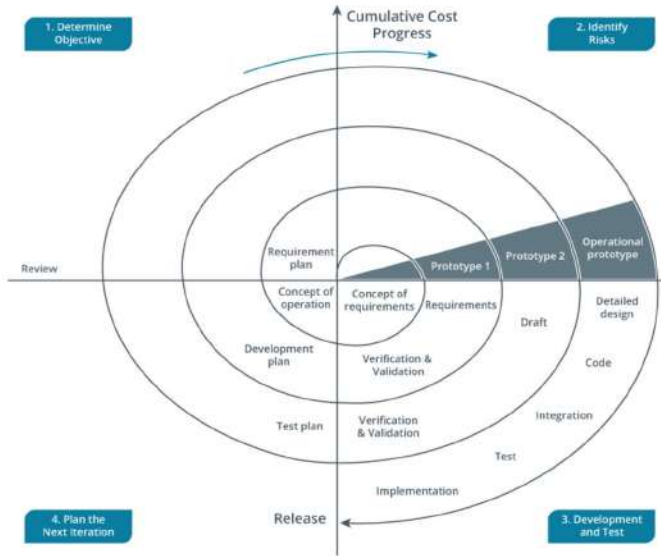 1. Determine
Objective
Cumulative Cost
Progress
2. Identify
Risks
Requirement
plan
Prototype 1
Prototype 2
Operational
prototype
Review
Concept of
operation
Concept of
requirements
Requirements
Draft
Detailed
design
Development
plan
Verification &
Validation
Code
Test plan
Verification
& Validation
Integration
Test
Implementation
Release
4. Plan the
Next Iteration
3. Development
and Test